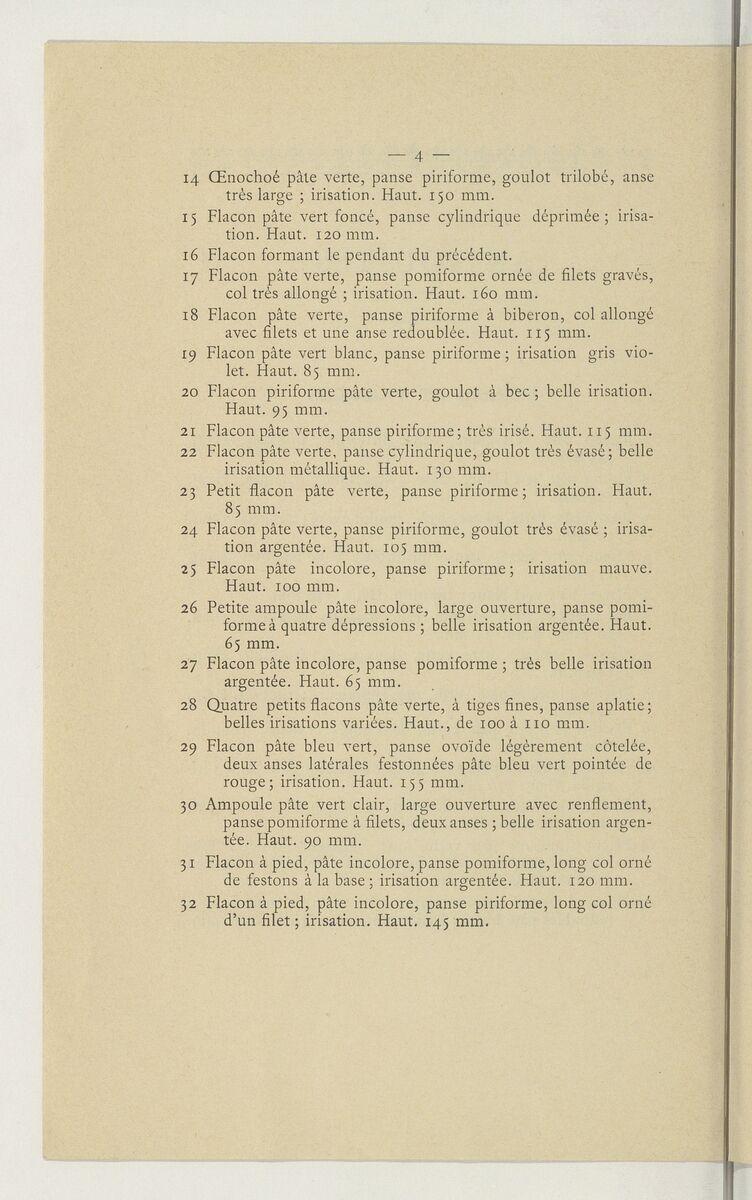 — 4 —
14 Œnochoé pâte verte, panse piriforme, goulot trilobé, anse
très large ; irisation. Haut. 150 mm.
15 Flacon pâte vert foncé, panse cylindrique déprimée ; irisa-
tion. Haut. 120 mm.
16 Flacon formant le pendant du précédent.
17 Flacon pâte verte, panse pomiforme ornée de filets gravés,
col très allongé ; irisation. Haut. 160 mm.
18 Flacon pâte verte, panse piriforme à biberon, col allongé
avec filets et une anse redoublée. Haut. 115 mm.
19 Flacon pâte vert blanc, panse piriforme ; irisation gris vio-
let. Haut. 85 mm.
20 Flacon piriforme pâte verte, goulot à bec ; belle irisation.
Haut. 95 mm.
21 Flacon pâte verte, panse piriforme ; très irisé. Haut. 115 mm.
22 Flacon pâte verte, panse cylindrique, goulot très évasé ; belle
irisation métallique. Haut. 130 mm.
23 Petit flacon pâte verte, panse piriforme ; irisation. Haut.
85 mm.
24 Flacon pâte verte, panse piriforme, goulot très évasé ; irisa-
tion argentée. Haut. 105 mm.
25 Flacon pâte incolore, panse piriforme ; irisation mauve.
Haut. 100 mm.
26 Petite ampoule pâte incolore, large ouverture, panse pomi-
forme à quatre dépressions ; belle irisation argentée. Haut.
65 mm.
27 Flacon pâte incolore, panse pomiforme ; très belle irisation
argentée. Haut. 65 mm.
28 Quatre petits flacons pâte verte, à tiges fines, panse aplatie ;
belles irisations variées. Haut., de 100 à 110 mm.
29 Flacon pâte bleu vert, panse ovoïde légèrement côtelée,
deux anses latérales festonnées pâte bleu vert pointée de
rouge ; irisation. Haut. 155 mm.
30 Ampoule pâte vert clair, large ouverture avec renflement,
panse pomiforme à filets, deux anses ; belle irisation argen-
tée. Haut. 90 mm.
31 Flacon à pied, pâte incolore, panse pomiforme, long col orné
de festons à la base ; irisation argentée. Haut. 120 mm.
32 Flacon à pied, pâte incolore, panse piriforme, long col orné
d'un filet ; irisation. Haut. 145 mm.